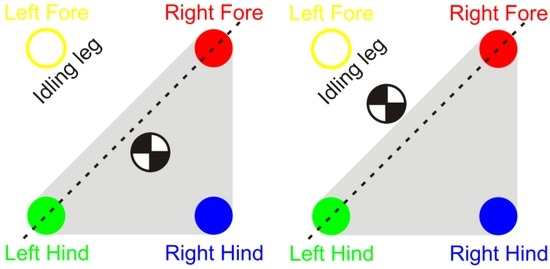 Left Fore
Right Fore
Idling leg
Left Hind
Right Hind
Left Fore
Right Fore
Idling leg
Left Hind
Right Hind